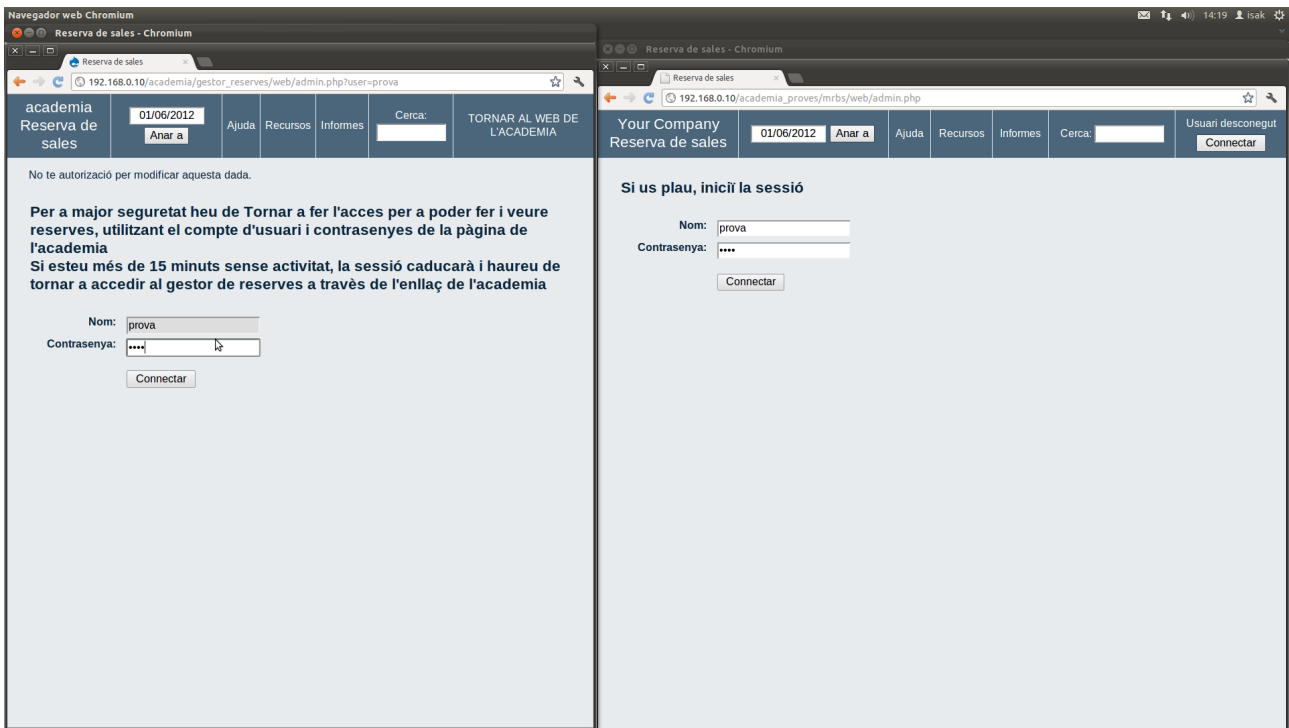 Navegador web Chromium
14:19 isak
Reserva de sales - Chromium
Reserva de sales
192.168.0.10/academia/gestor_reserves/web/admin.php?user=prova
academia
Reserva de
sales
01/06/2012
Anar a
Ajuda
Recursos
Informes
Cerca:
TORNAR AL WEB DE
L'ACADEMIA
No te autorizació per modificar aquesta dada.
Per a major seguretat heu de Tornar a fer l'acces per a poder fer i veure
reserves, utilitzant el compte d'usuari i contrasenyes de la pàgina de
l'academia
Si esteu més de 15 minuts sense activitat, la sessió caducarà i haureu de
tornar a accedir al gestor de reserves a travès de l'enllaç de l'academia
Nom: prova
Contrasenya: ••••
Connectar
Reserva de sales - Chromium
Reserva de sales
192.168.0.10/academia_proves/mrbs/web/admin.php
Your Company
Reserva de sales
01/06/2012
Anar a
Ajuda
Recursos
Informes
Cerca:
Usuari desconegut
Connectar
Si us plau, iniciï la sessió
Nom: prova
Contrasenya: ••••
Connectar